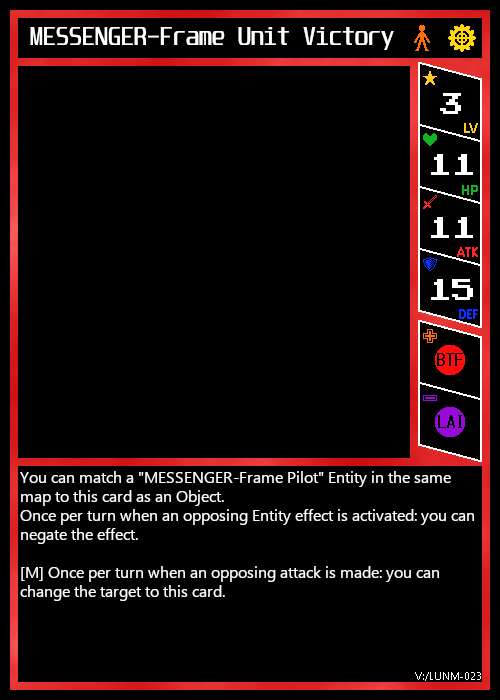 MESSENGER-Frame Unit Victory
3
LV
11
HP
11
ATK
15
DEF
BTF
LAI
You can match a "MESSENGER-Frame Pilot" Entity in the same
map to this card as an Object.
Once per turn when an opposing Entity effect is activated: you can
negate the effect.
[M] Once per turn when an opposing attack is made: you can
change the target to this card.
V:/LUNM-023